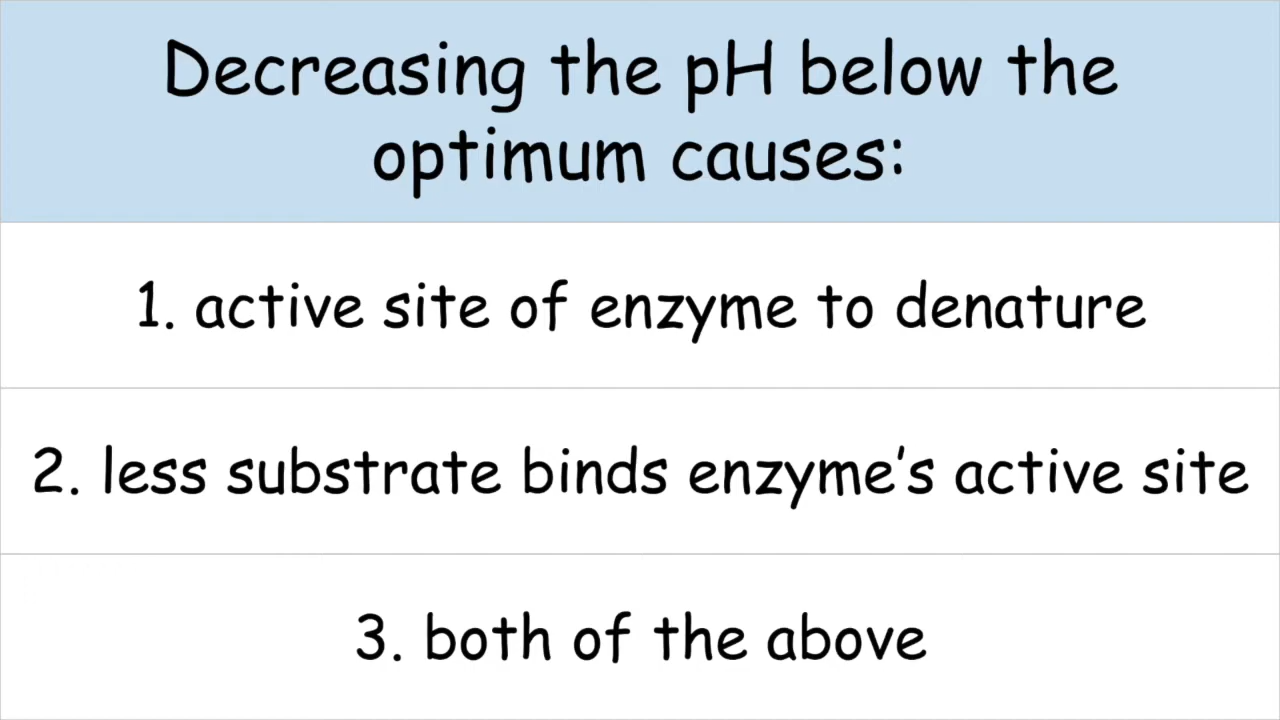 Decreasing the pH below the
optimum causes:
1. active site of enzyme to denature
2. less substrate binds enzyme's active site
3. both of the above